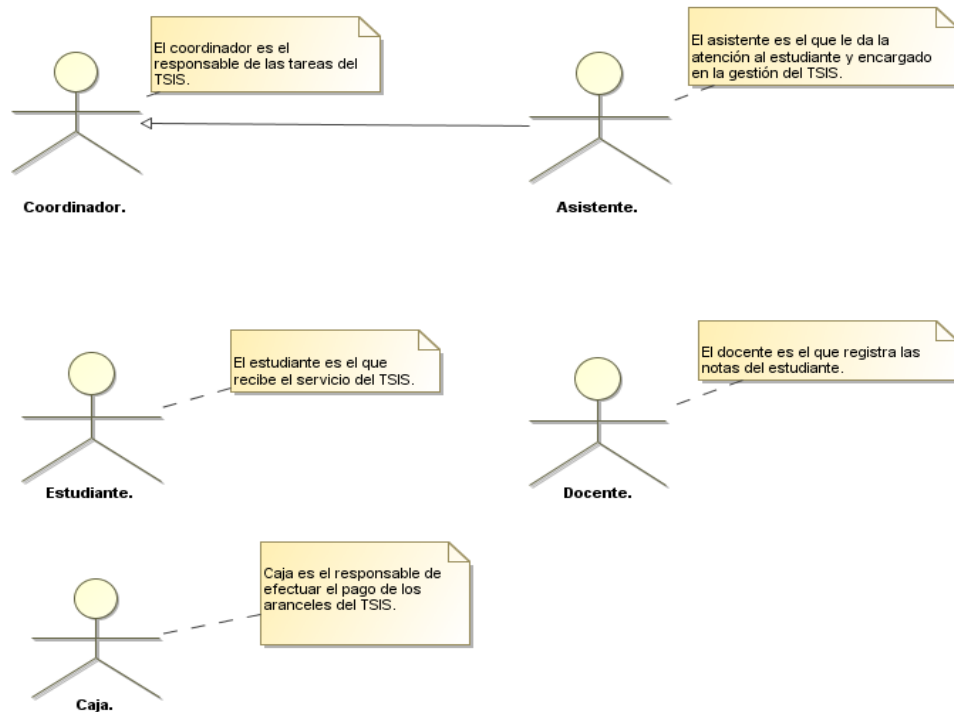 El coordinador es el
responsable de las tareas del
TSIS.
El asistente es el que le da la
atención al estudiante y encargado
en la gestión del TSIS.
Coordinador.
Asistente.
El estudiante es el que
recibe el servicio del TSIS.
El docente es el que registra las
notas del estudiante.
Estudiante.
Docente.
Caja es el responsable de
efectuar el pago de los
aranceles del TSIS.
Caja.